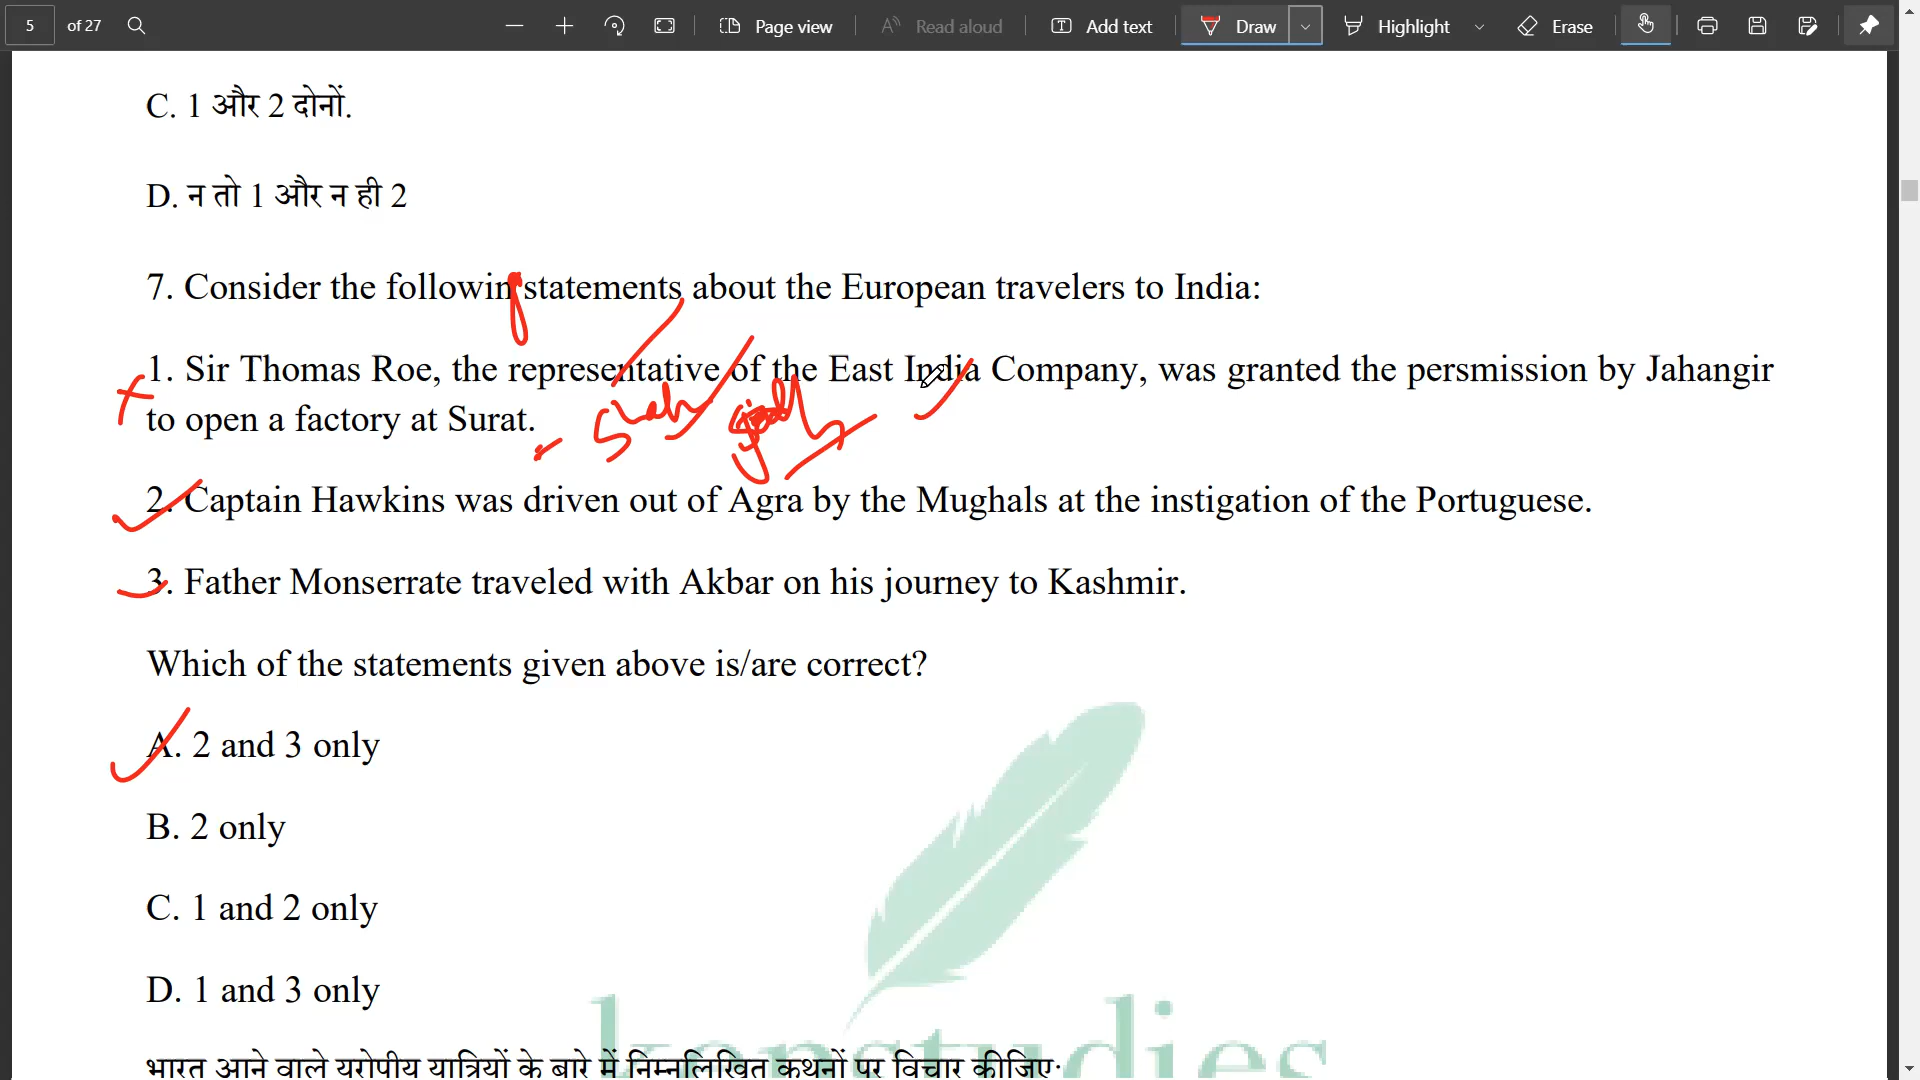 5 of 27 Page view Read aloud Add text Draw Highlight Erase
C. 1 और 2 दोनों.
D. न तो 1 और न ही 2
7. Consider the following statements about the European travelers to India:
1. Sir Thomas Roe, the representative of the East India Company, was granted the persmission by Jahangir
to open a factory at Surat.
2. Captain Hawkins was driven out of Agra by the Mughals at the instigation of the Portuguese.
3. Father Monserrate traveled with Akbar on his journey to Kashmir.
Which of the statements given above is/are correct?
A. 2 and 3 only
B. 2 only
C. 1 and 2 only
D. 1 and 3 only
kgpstudies
भारत आने वाले यूरोपीय यात्रियों के बारे में निम्नलिखित कथनों पर विचार कीजिए: